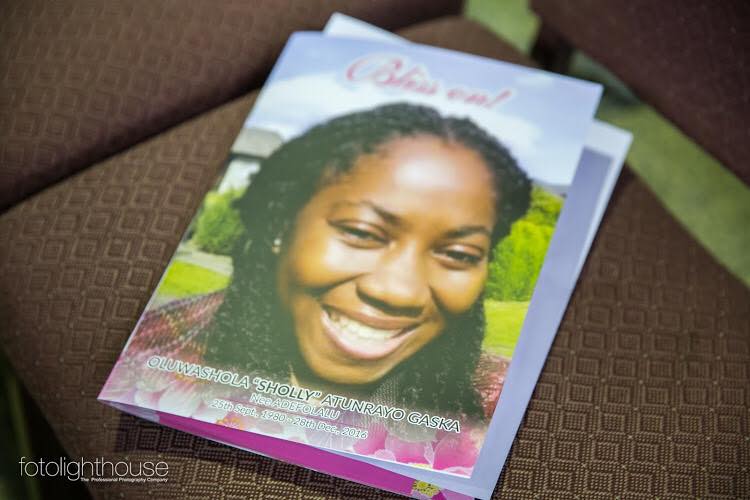 Bliss on!
OLUWASHOLA "SHOLLY" ATUNRAYO GASKA
Nee ADEFOLALU
25th Sept, 1980 - 28th Dec. 2016
fotolighthouse
The Professional Photography Company